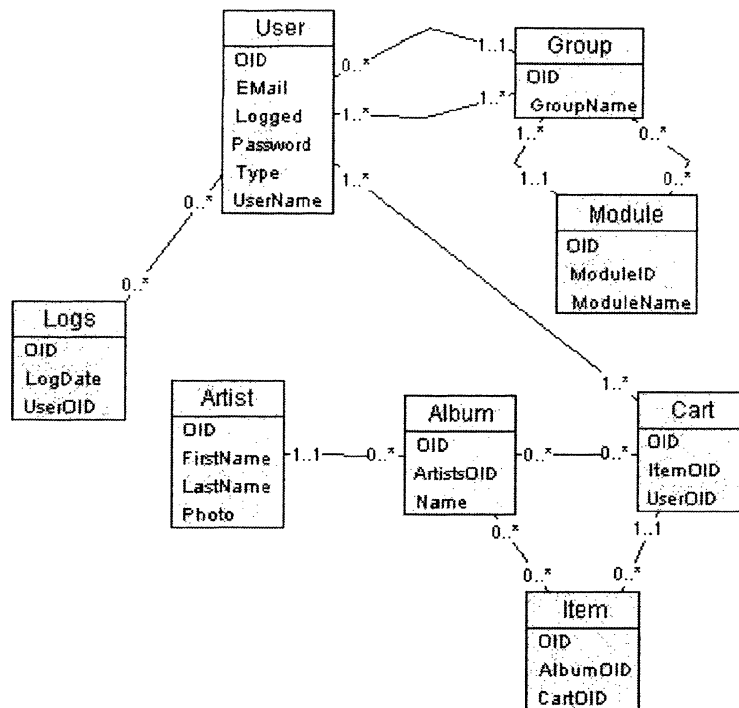 User
OID
EMail
Logged
Password
Type
UserName
0..*
1..1
1..*
1..*
1..*
0..*
Group
OID
GroupName
1..*
0..*
1..1
0..*
Module
OID
ModuleID
ModuleName
0..*
Logs
OID
LogDate
UserOID
Artist
OID
FirstName
LastName
Photo
1..1
0..*
Album
OID
ArtistsOID
Name
0..*
0..*
1..*
Cart
OID
ItemOID
UserOID
0..*
1..1
0..*
0..*
Item
OID
AlbumOID
CartOID